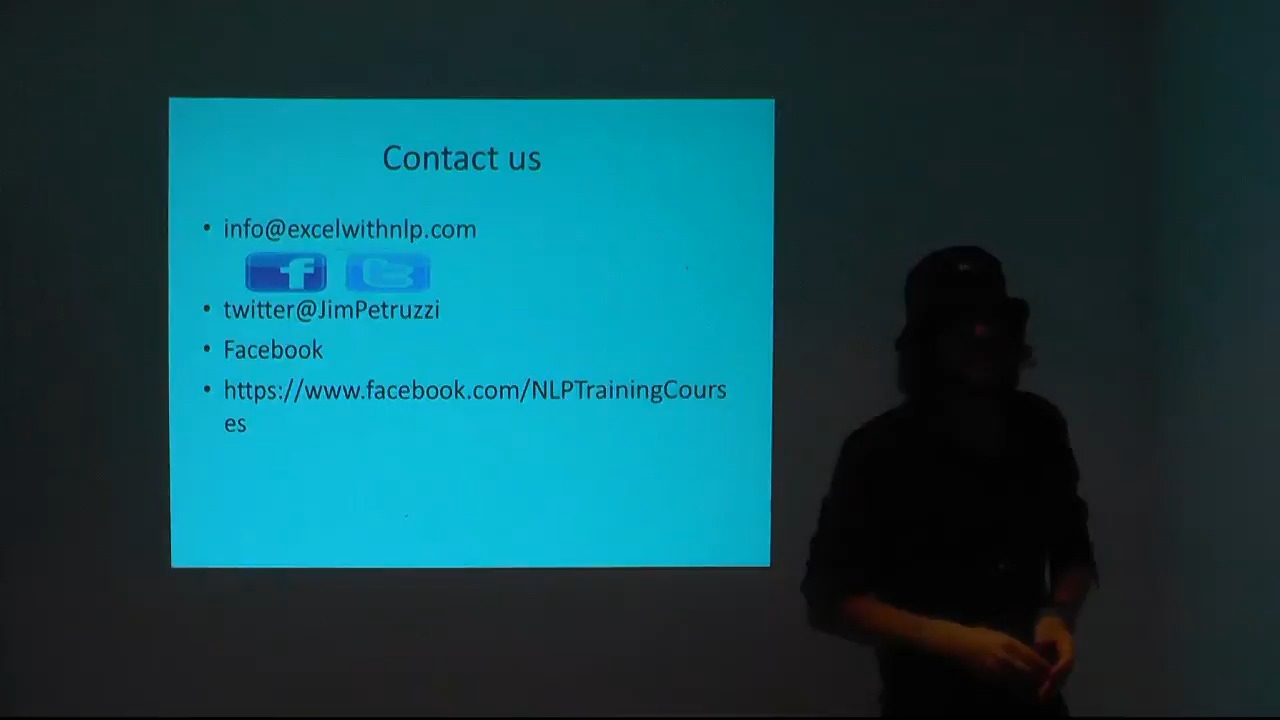 Contact us
• info@excelwithnlp.com
f t
• twitter@JimPetruzzi
• Facebook
• https://www.facebook.com/NLPTrainingCours
es